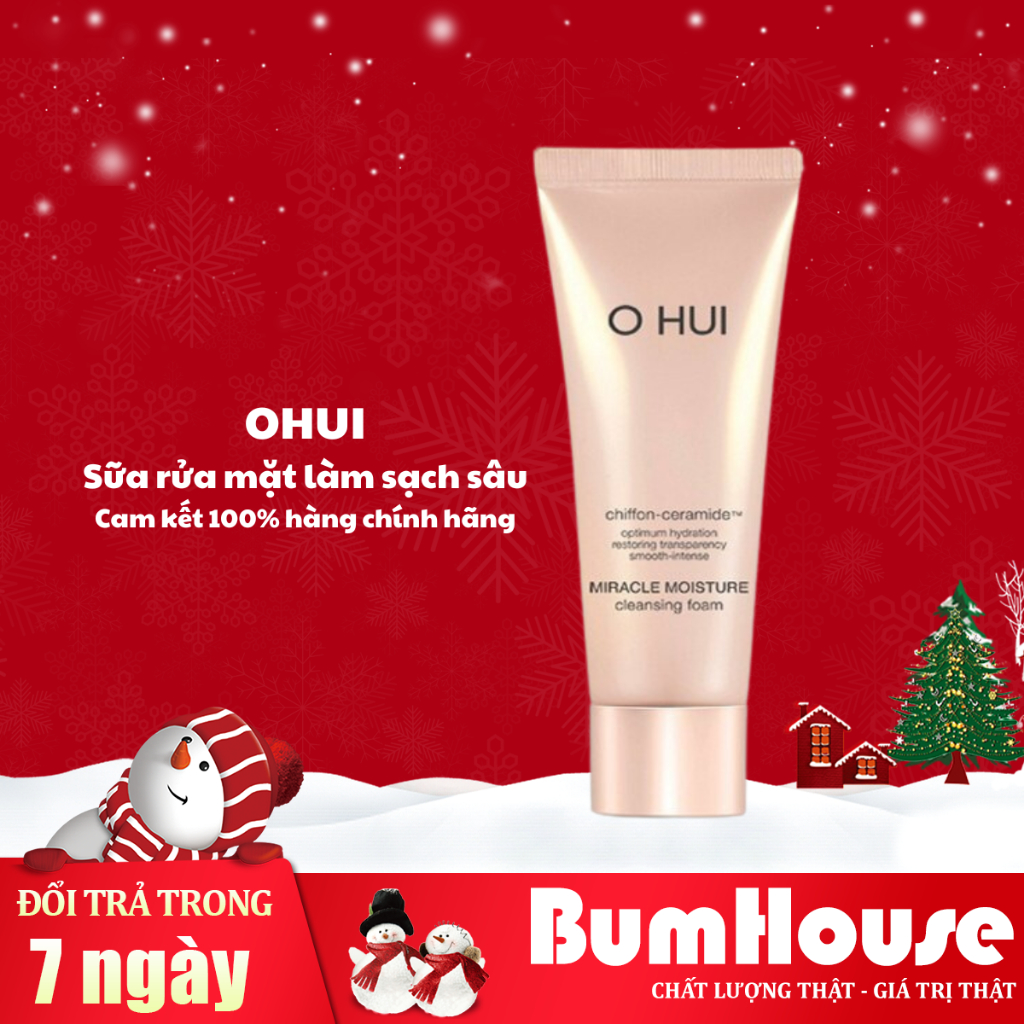 O HUI
chiffon-ceramide™
optimum hydration
restoring transparency
smooth-intense
MIRACLE MOISTURE
cleansing foam
OHUI
Sữa rửa mặt làm sạch sâu
Cam kết 100% hàng chính hãng
ĐỔI TRẢ TRONG
7 ngày
BumHouse
CHẤT LƯỢNG THẬT - GIÁ TRỊ THẬT